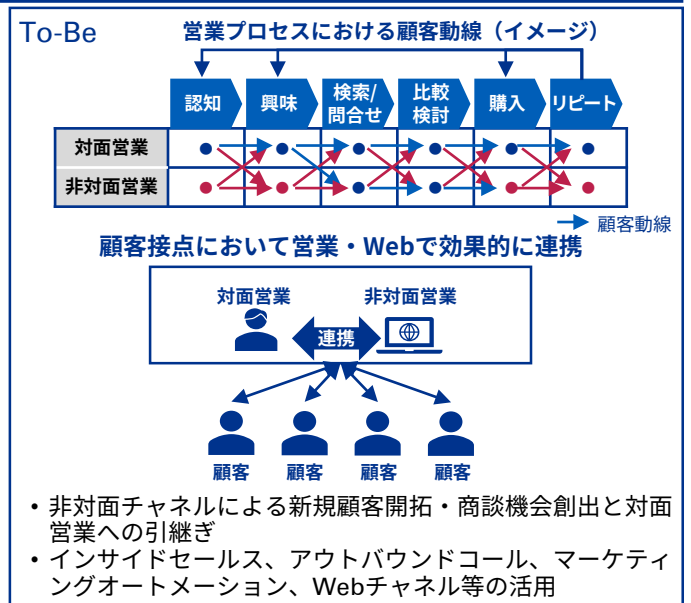 To-Be
営業プロセスにおける顧客動線（イメージ）
認知 興味 検索/問合せ 比較検討 購入 リピート
対面営業
非対面営業
顧客動線
顧客接点において営業・Webで効果的に連携
対面営業 非対面営業
連携
顧客 顧客 顧客 顧客
• 非対面チャネルによる新規顧客開拓・商談機会創出と対面
営業への引継ぎ
• インサイドセールス、アウトバウンドコール、マーケティ
ングオートメーション、Webチャネル等の活用